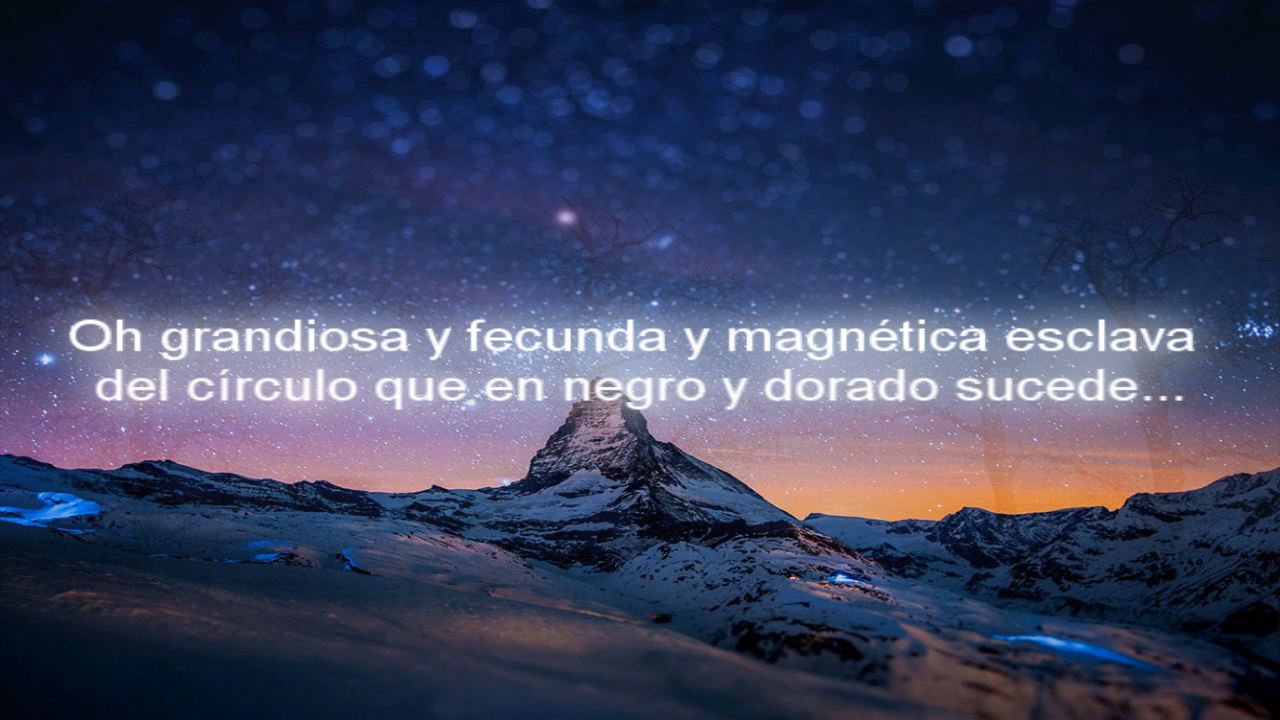 Oh grandiosa y fecunda y magnética esclava
del círculo que en negro y dorado sucede...